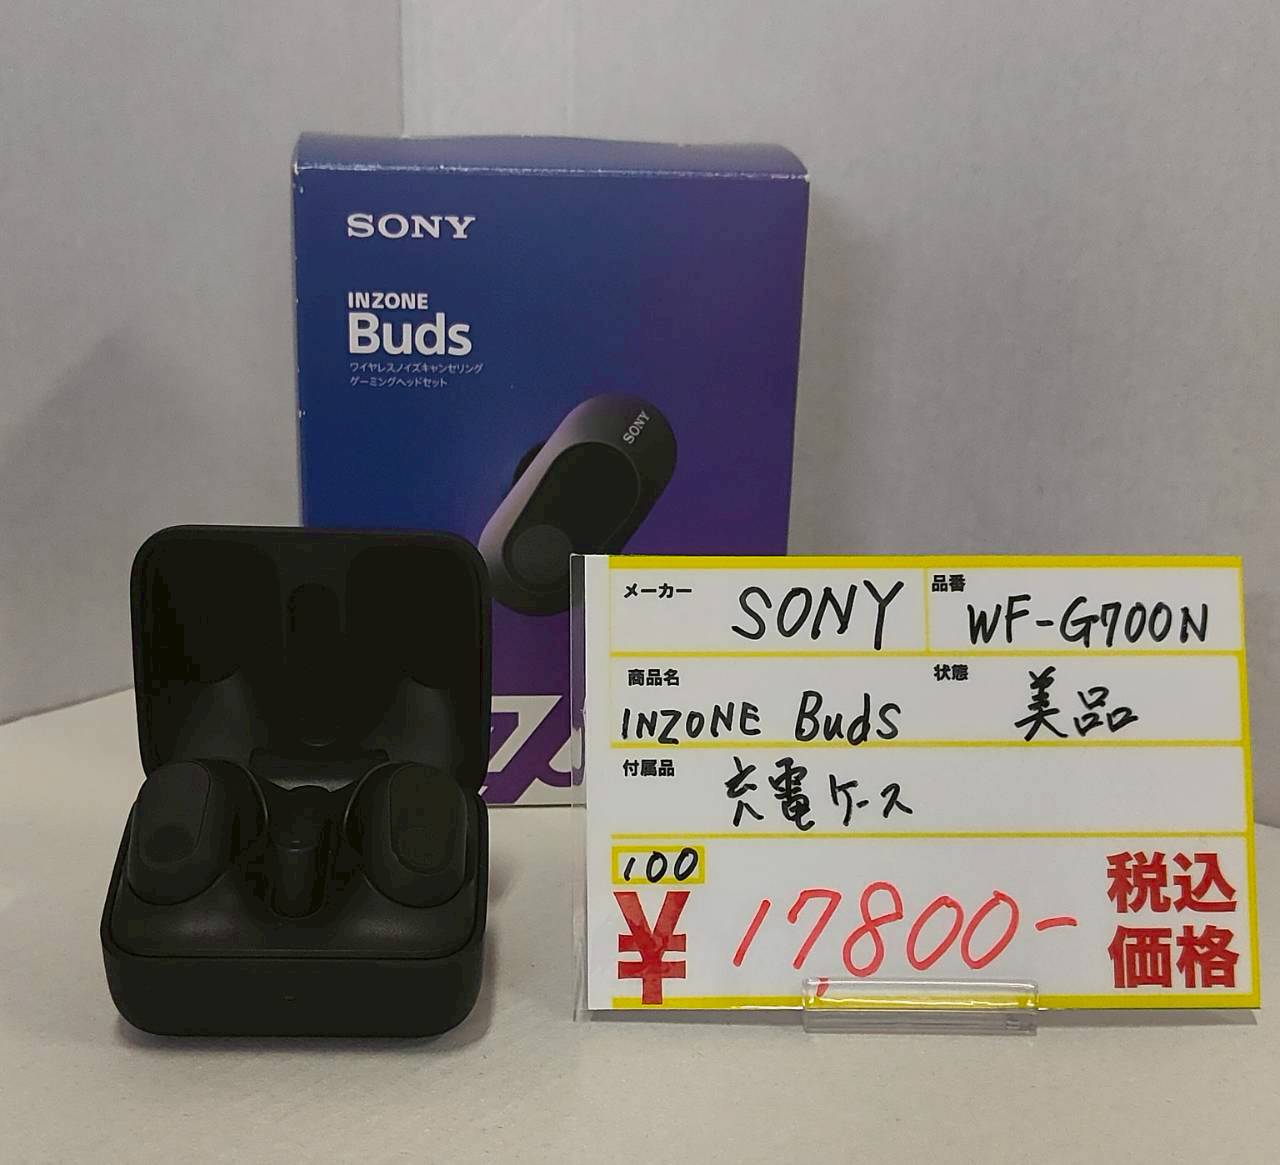 SONY
INZONE
Buds
ワイヤレスノイズキャンセリング
ゲーミングヘッドセット
SONY
メーカー SONY
品番 WF-G700N
商品名 INZONE Buds
状態 美品
付属品 充電ケース
100
¥ 17,800-
税込
価格